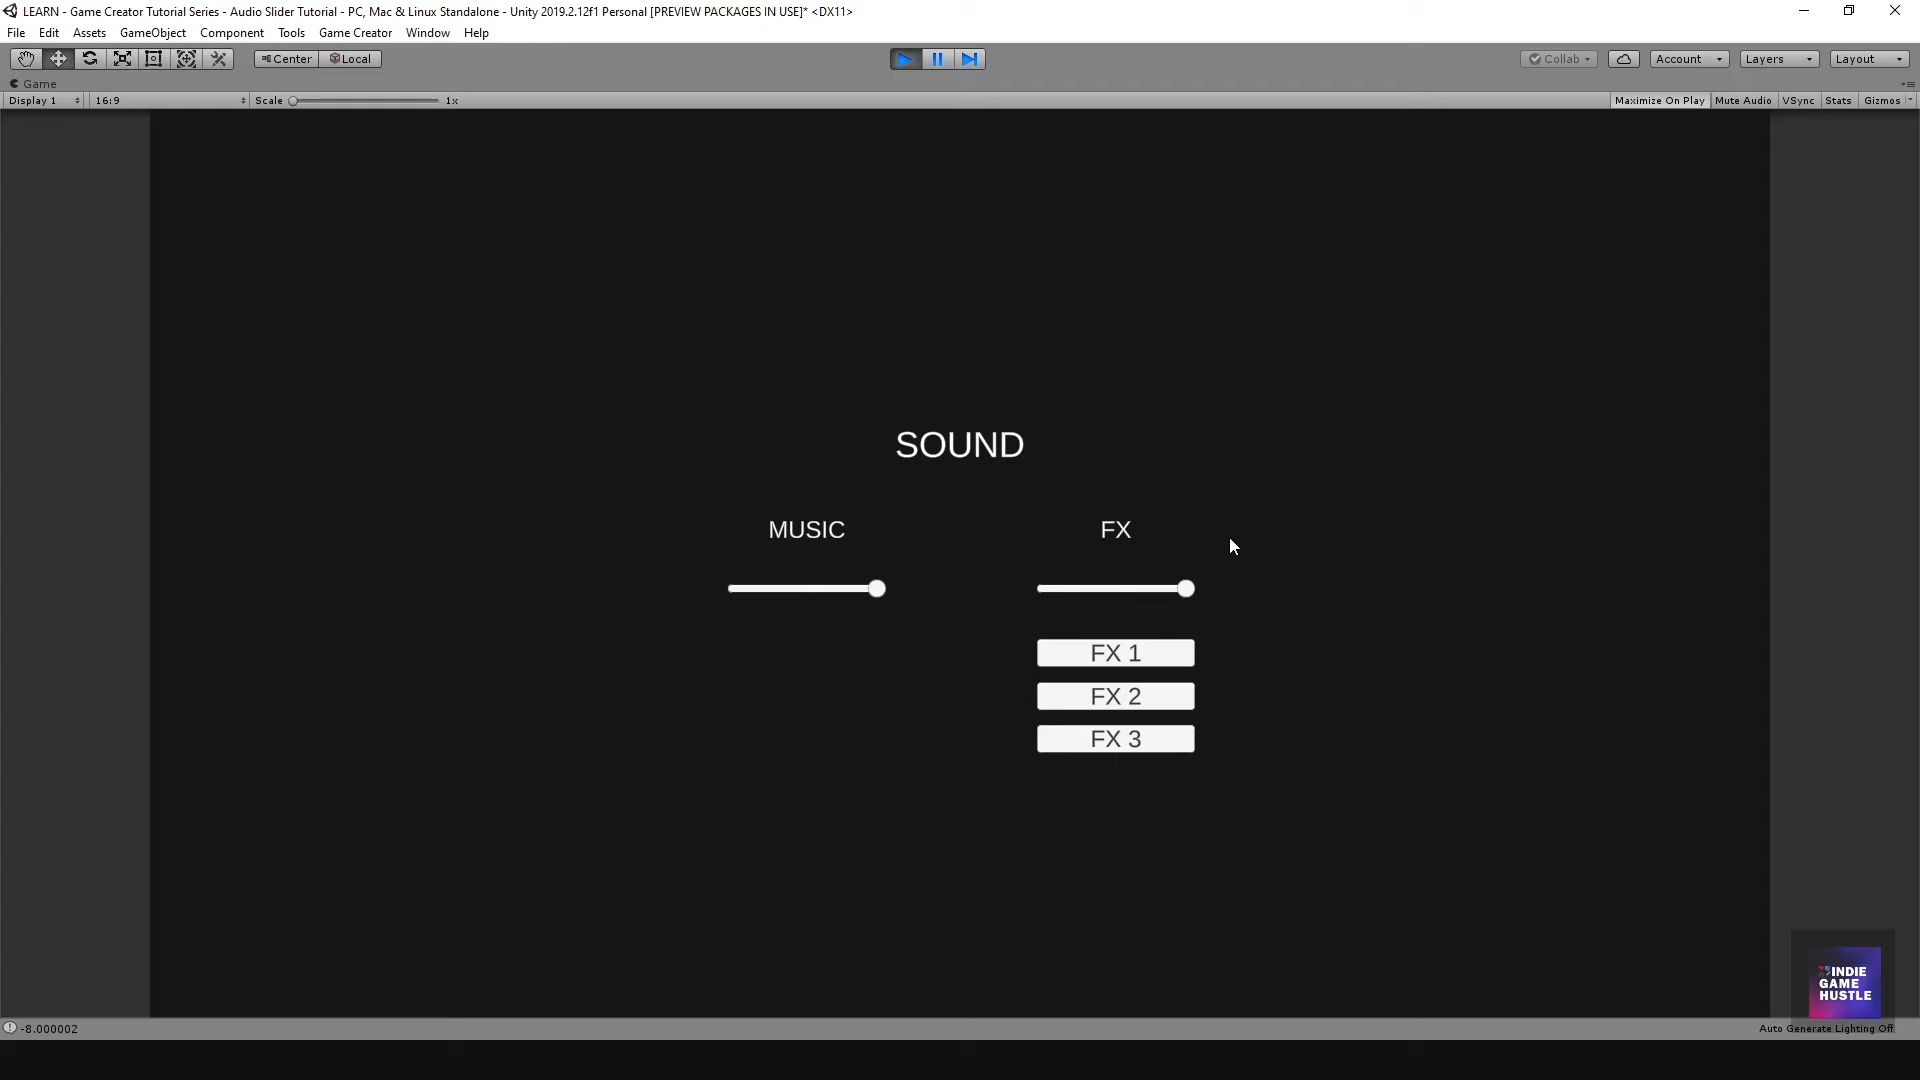 LEARN - Game Creator Tutorial Series - Audio Slider Tutorial - PC, Mac & Linux Standalone - Unity 2019.2.12f1 Personal [PREVIEW PACKAGES IN USE]* <DX11>
File Edit Assets GameObject Component Tools Game Creator Window Help
Center Local Collab Account Layers Layout
Game
Display 1 16:9 Scale 1x Maximize On Play Mute Audio VSync Stats Gizmos
SOUND
MUSIC FX
FX 1
FX 2
FX 3
INDIE
GAME
HUSTLE
-8.000002 Auto Generate Lighting Off